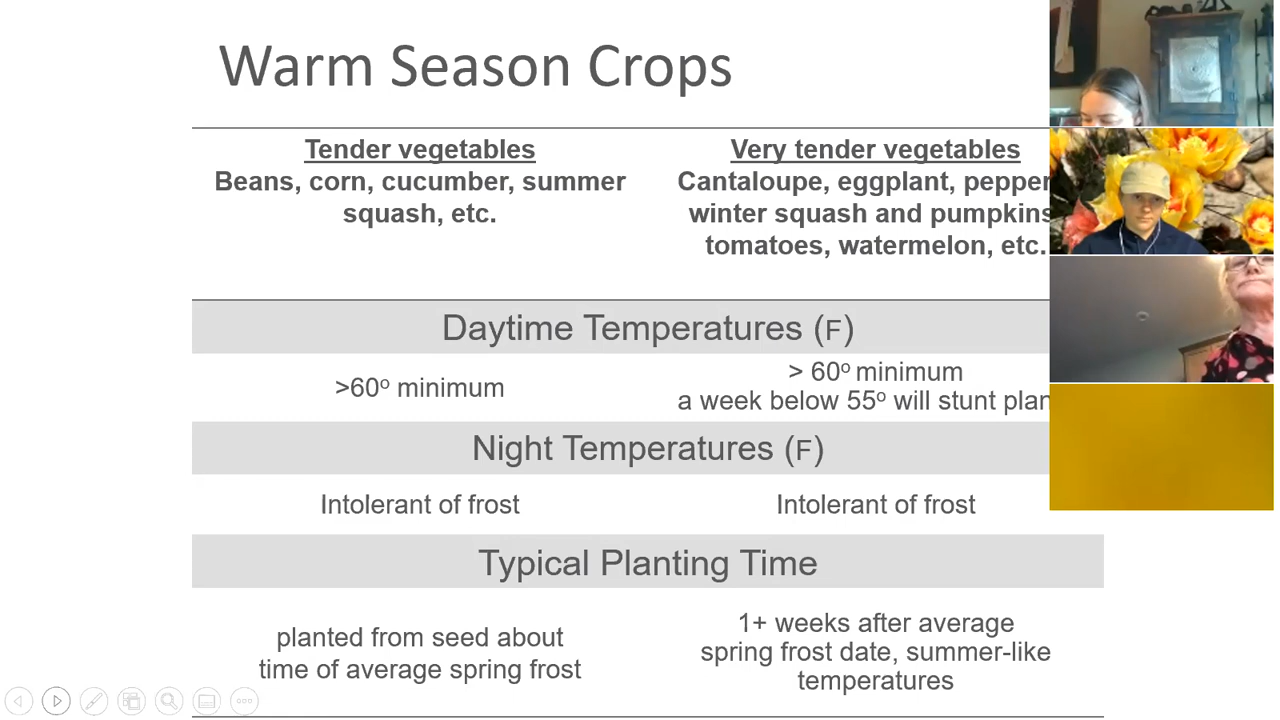 Warm Season Crops
Tender vegetables
Beans, corn, cucumber, summer
squash, etc.
Very tender vegetables
Cantaloupe, eggplant, pepper
winter squash and pumpkins
tomatoes, watermelon, etc.
Daytime Temperatures (F)
>60º minimum
> 60º minimum
a week below 55º will stunt plan
Night Temperatures (F)
Intolerant of frost
Intolerant of frost
Typical Planting Time
planted from seed about
time of average spring frost
1+ weeks after average
spring frost date, summer-like
temperatures